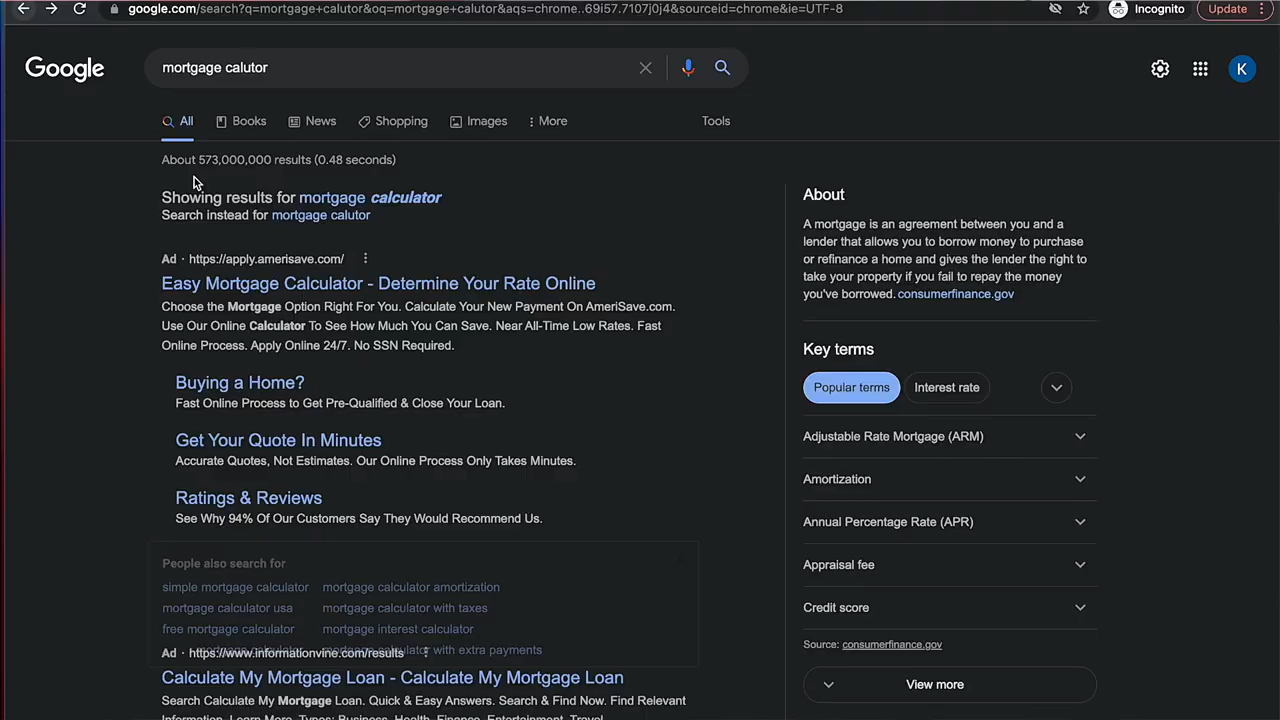 google.com/search?q=mortgage+calutor&oq=mortgage+calutor&aqs=chrome..69i57.7107j0j4&sourceid=chrome&ie=UTF-8
Incognito
Update
Google
mortgage calutor
K
All
Books
News
Shopping
Images
More
Tools
About 573,000,000 results (0.48 seconds)
Showing results for mortgage calculator
Search instead for mortgage calutor
Ad · https://apply.amerisave.com/
Easy Mortgage Calculator - Determine Your Rate Online
Choose the Mortgage Option Right For You. Calculate Your New Payment On AmeriSave.com.
Use Our Online Calculator To See How Much You Can Save. Near All-Time Low Rates. Fast
Online Process. Apply Online 24/7. No SSN Required.
Buying a Home?
Fast Online Process to Get Pre-Qualified & Close Your Loan.
Get Your Quote In Minutes
Accurate Quotes, Not Estimates. Our Online Process Only Takes Minutes.
Ratings & Reviews
See Why 94% Of Our Customers Say They Would Recommend Us.
People also search for
simple mortgage calculator
mortgage calculator amortization
mortgage calculator usa
mortgage calculator with taxes
free mortgage calculator
mortgage interest calculator
mortgage calculator with extra payments
Ad · https://www.informationvine.com/results
Calculate My Mortgage Loan - Calculate My Mortgage Loan
Search Calculate My Mortgage Loan. Quick & Easy Answers. Search & Find Now. Find Relevant
Information. Learn More. Types: Business, Health, Finance, Entertainment, Travel.
About
A mortgage is an agreement between you and a
lender that allows you to borrow money to purchase
or refinance a home and gives the lender the right to
take your property if you fail to repay the money
you've borrowed. consumerfinance.gov
Key terms
Popular terms
Interest rate
Adjustable Rate Mortgage (ARM)
Amortization
Annual Percentage Rate (APR)
Appraisal fee
Credit score
Source: consumerfinance.gov
View more